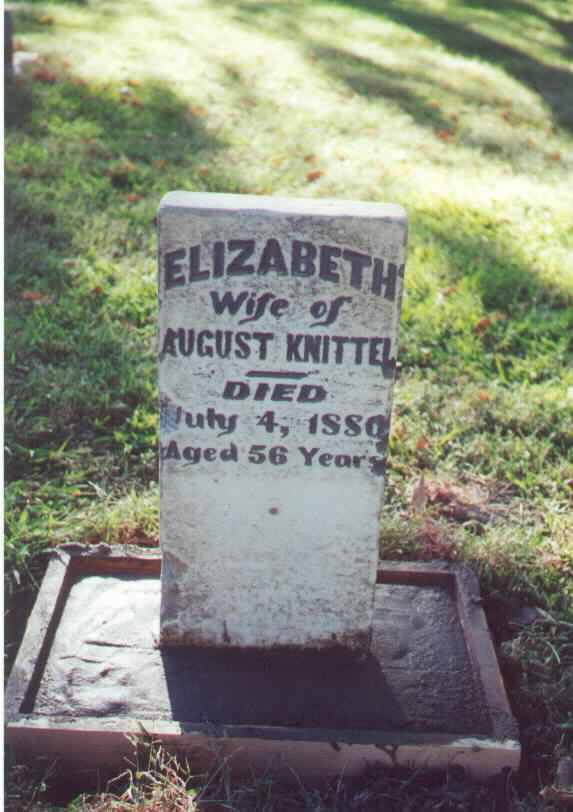 ELIZABETH
Wife of
AUGUST KNITTEL
DIED
July 4, 1880
Aged 56 Years